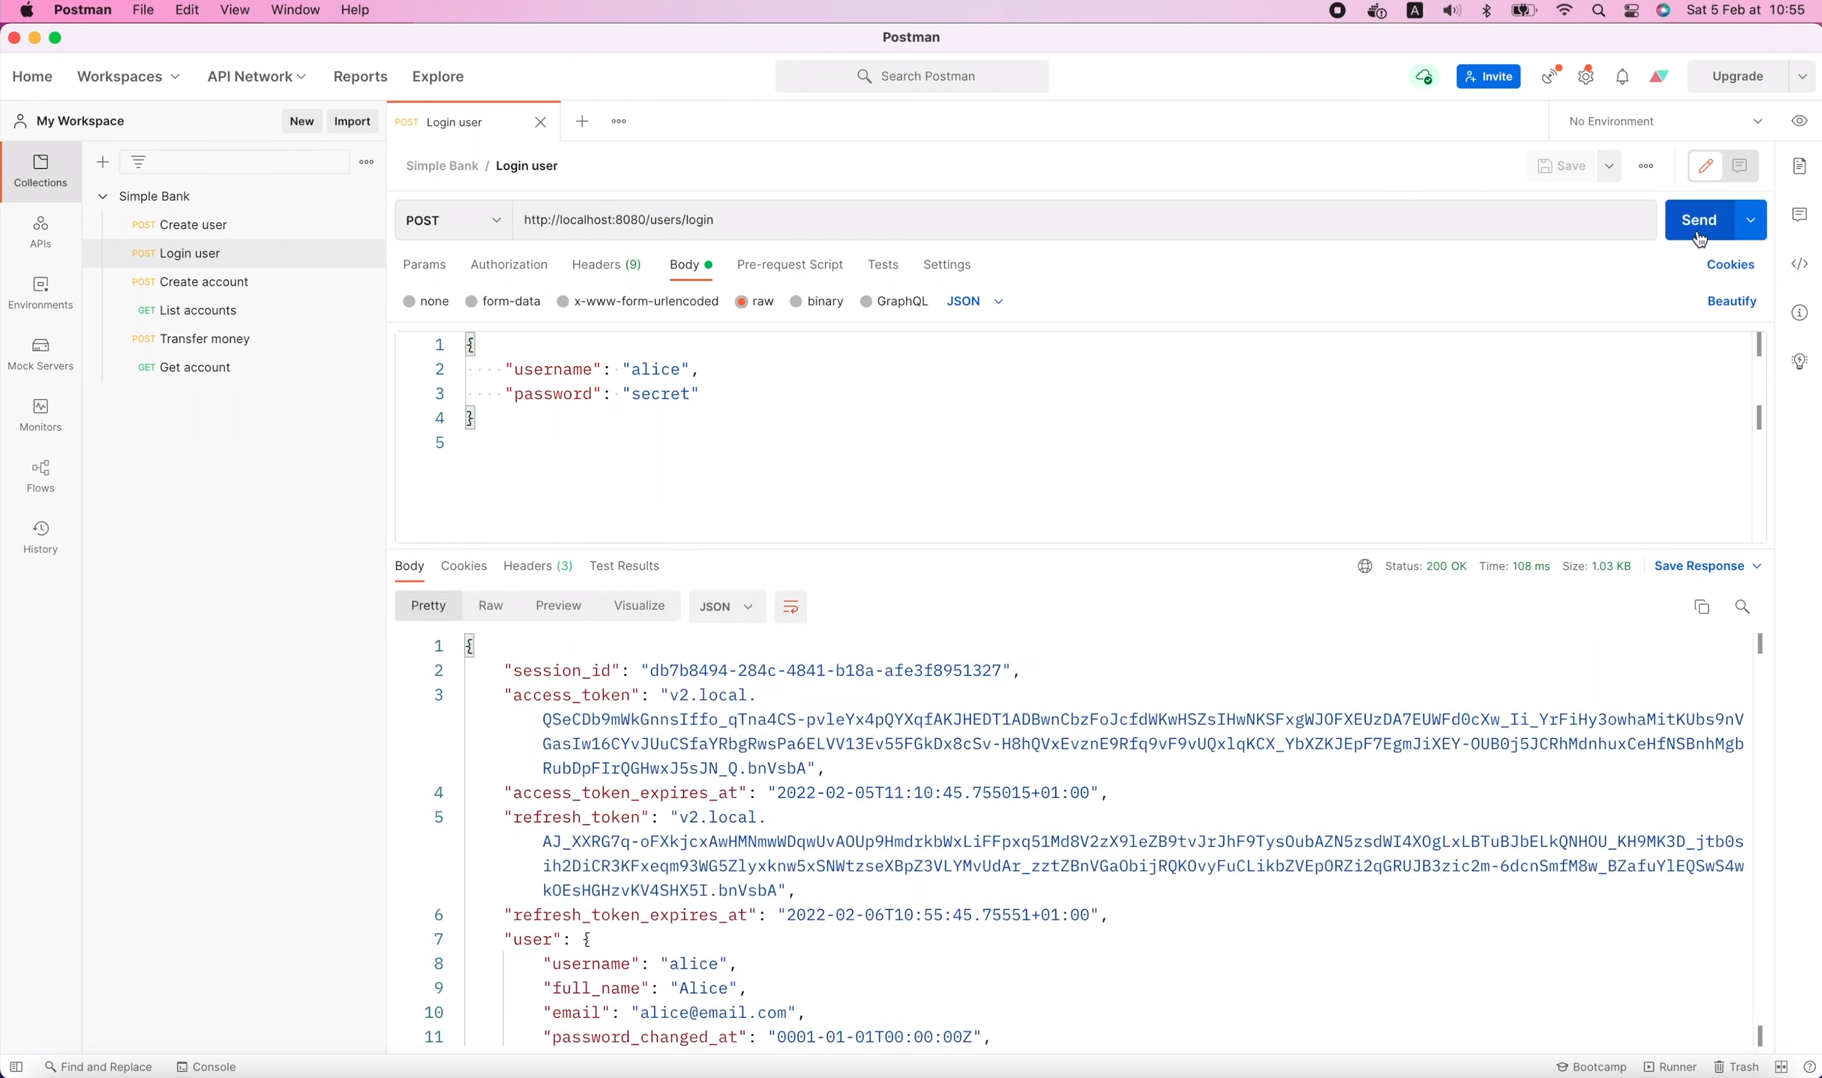 Postman File Edit View Window Help A Sat 5 Feb at 10:55
Postman
Home Workspaces API Network Reports Explore Search Postman Invite Upgrade
My Workspace New Import POST Login user No Environment
Collections
Simple Bank / Login user Save
Simple Bank
POST Create user
POST Login user
POST Create account
GET List accounts
POST Transfer money
GET Get account
APIs
Environments
Mock Servers
Monitors
Flows
History
POST http://localhost:8080/users/login Send
Params Authorization Headers (9) Body Pre-request Script Tests Settings Cookies
none form-data x-www-form-urlencoded raw binary GraphQL JSON Beautify
1 {
2 "username": "alice",
3 "password": "secret"
4 }
5
Body Cookies Headers (3) Test Results Status: 200 OK Time: 108 ms Size: 1.03 KB Save Response
Pretty Raw Preview Visualize JSON
1 {
2 "session_id": "db7b8494-284c-4841-b18a-afe3f8951327",
3 "access_token": "v2.local.
QSeCDb9mWkGnnsIffo_qTna4CS-pvleYx4pQYXqfAKJHEDT1ADBwnCbzFoJcfdWKwHSZsIHwNKSFxgWJOFXEUzDA7EUWFd0cXw_Ii_YrFiHy3owhaMitKUbs9nV
GasIw16CYvJUuCSfaYRbgRwsPa6ELVV13Ev55FGkDx8cSv-H8hQVxEvznE9Rfq9vF9vUQxlqKCX_YbXZKJEpF7EgmJiXEY-OUB0j5JCRhMdnhuxCeHfNSBnhMgb
RubDpFIrQGHwxJ5sJN_Q.bnVsbA",
4 "access_token_expires_at": "2022-02-05T11:10:45.755015+01:00",
5 "refresh_token": "v2.local.
AJ_XXRG7q-oFXkjcxAwHMNmwWDqwUvAOUp9HmdrkbWxLiFFpxq51Md8V2zX9leZB9tvJrJhF9TysOubAZN5zsdWI4XOgLxLBTuBJbELkQNHOU_KH9MK3D_jtb0s
ih2DiCR3KFxeqm93WG5Zlyxknw5xSNWtzseXBpZ3VLYMvUdAr_zztZBnVGaObijRQKOvyFuCLikbZVEpORZi2qGRUJB3zic2m-6dcnSmfM8w_BZafuYlEQSwS4w
kOEsHGHzvKV4SHX5I.bnVsbA",
6 "refresh_token_expires_at": "2022-02-06T10:55:45.75551+01:00",
7 "user": {
8 "username": "alice",
9 "full_name": "Alice",
10 "email": "alice@email.com",
11 "password_changed_at": "0001-01-01T00:00:00Z",
Find and Replace Console Bootcamp Runner Trash